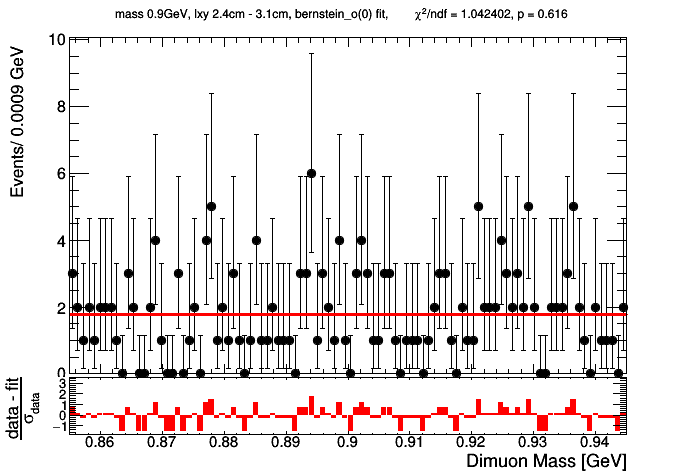 mass 0.9GeV, lxy 2.4cm - 3.1cm, bernstein_o(0) fit, χ²/ndf = 1.042402, p = 0.616
Events/ 0.0009 GeV
10
8
6
4
2
0
data - fit
σdata
3
2
1
0
−1
0.86 0.87 0.88 0.89 0.9 0.91 0.92 0.93 0.94
Dimuon Mass [GeV]